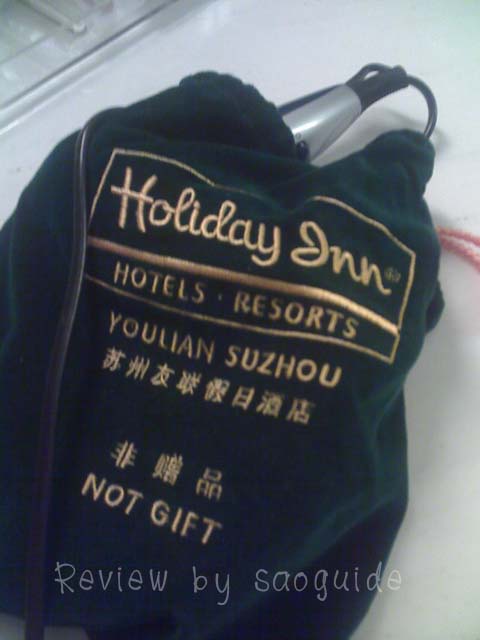 Holiday Inn®
HOTELS · RESORTS
YOULIAN SUZHOU
苏州友联假日酒店
非赠品
NOT GIFT
Review by saoguide